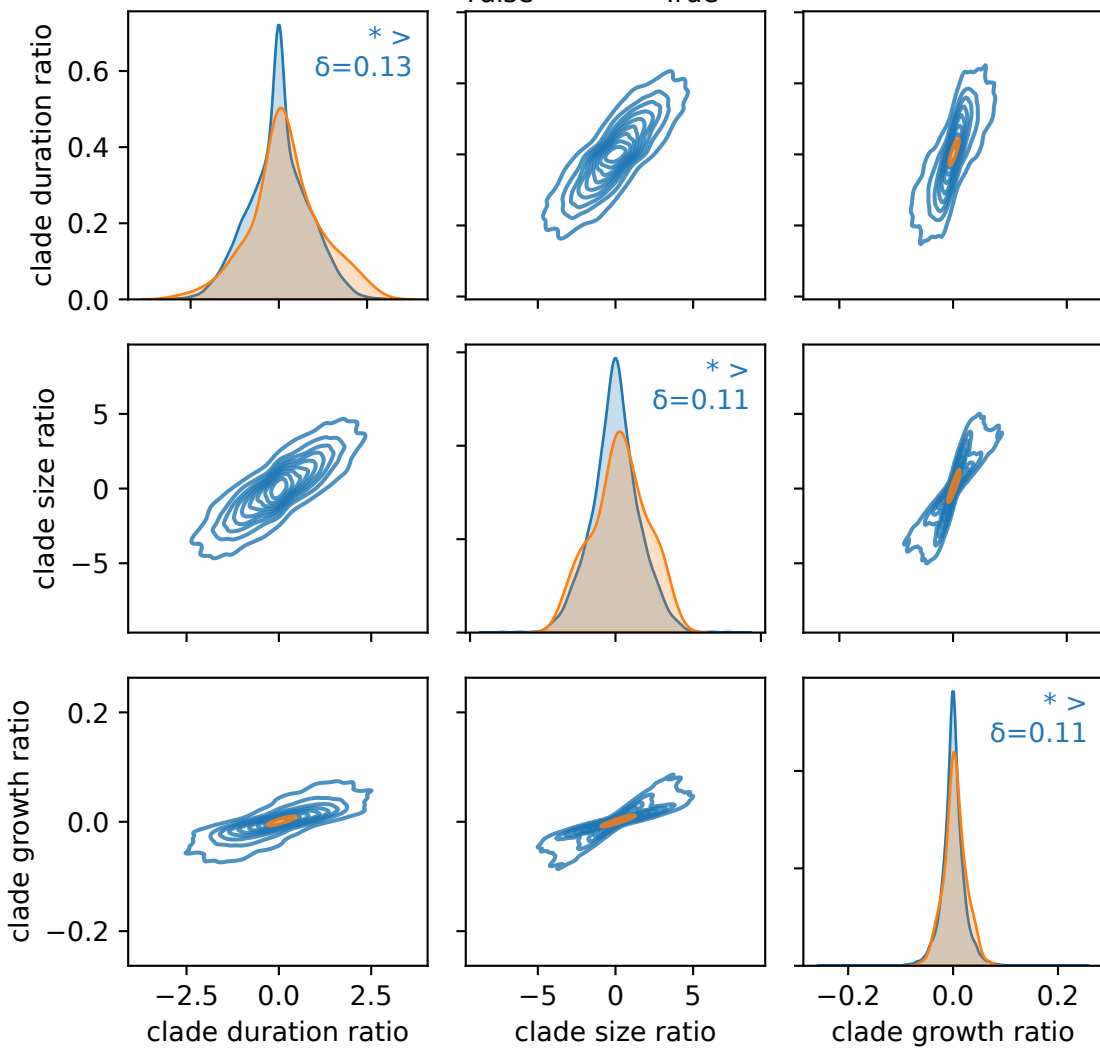 clade duration ratio
0.6
0.4
0.2
0.0
* >
δ=0.13
clade size ratio
5
0
−5
* >
δ=0.11
clade growth ratio
0.2
0.0
−0.2
* >
δ=0.11
−2.5 0.0 2.5
−5 0 5
−0.2 0.0 0.2
clade duration ratio
clade size ratio
clade growth ratio